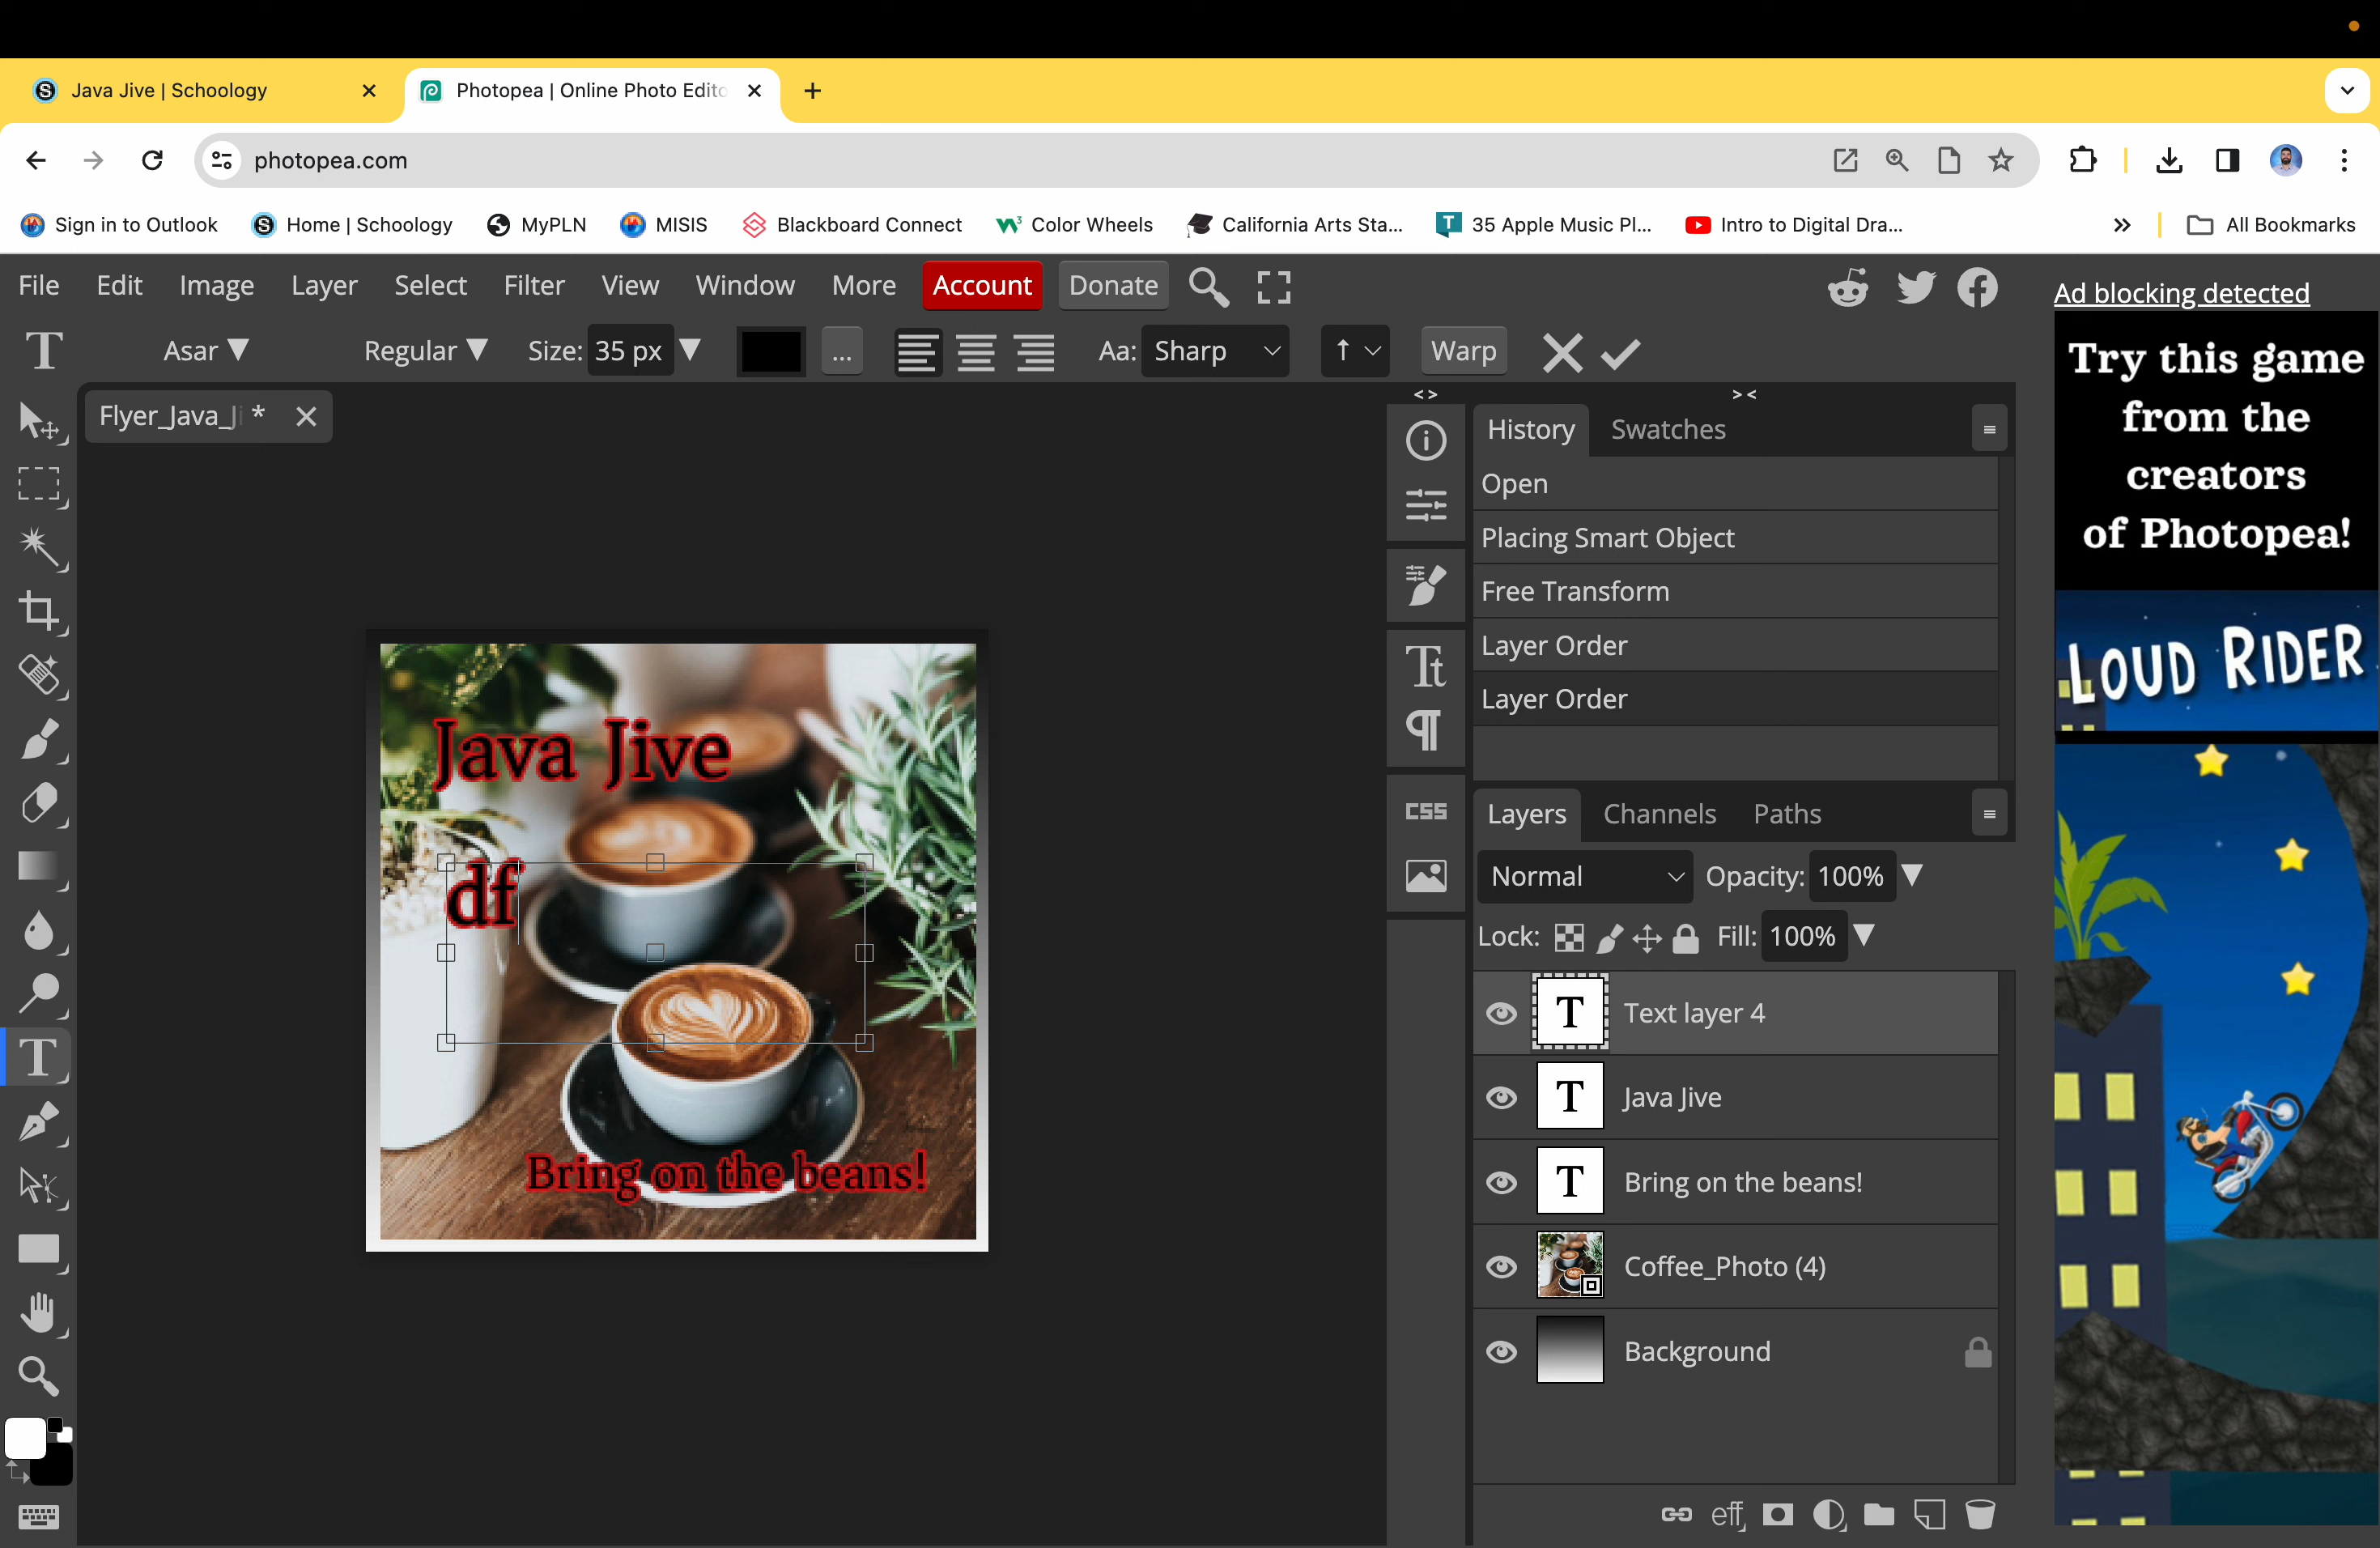 Java Jive | Schoology
Photopea | Online Photo Edito
photopea.com
Sign in to Outlook
Home | Schoology
MyPLN
MISIS
Blackboard Connect
Color Wheels
California Arts Sta...
35 Apple Music Pl...
Intro to Digital Dra...
All Bookmarks
File Edit Image Layer Select Filter View Window More Account Donate
Ad blocking detected
T Asar Regular Size: 35 px ... Aa: Sharp Warp
Flyer_Java_Ji *
History Swatches
Open
Placing Smart Object
Free Transform
Layer Order
Layer Order
Java Jive
df
Bring on the beans!
CSS
Layers Channels Paths
Normal Opacity: 100%
Lock: Fill: 100%
T Text layer 4
T Java Jive
T Bring on the beans!
Coffee_Photo (4)
Background
eff
Try this game
from the
creators
of Photopea!
LOUD RIDER